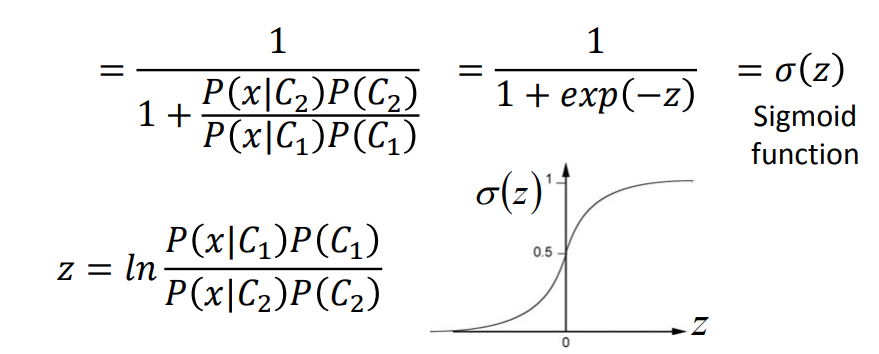 = 1 / (1 + P(x|C₂)P(C₂) / P(x|C₁)P(C₁)) = 1 / (1 + exp(−z)) = σ(z)
Sigmoid
function
z = ln P(x|C₁)P(C₁) / P(x|C₂)P(C₂)
σ(z)
1
0.5
0
z